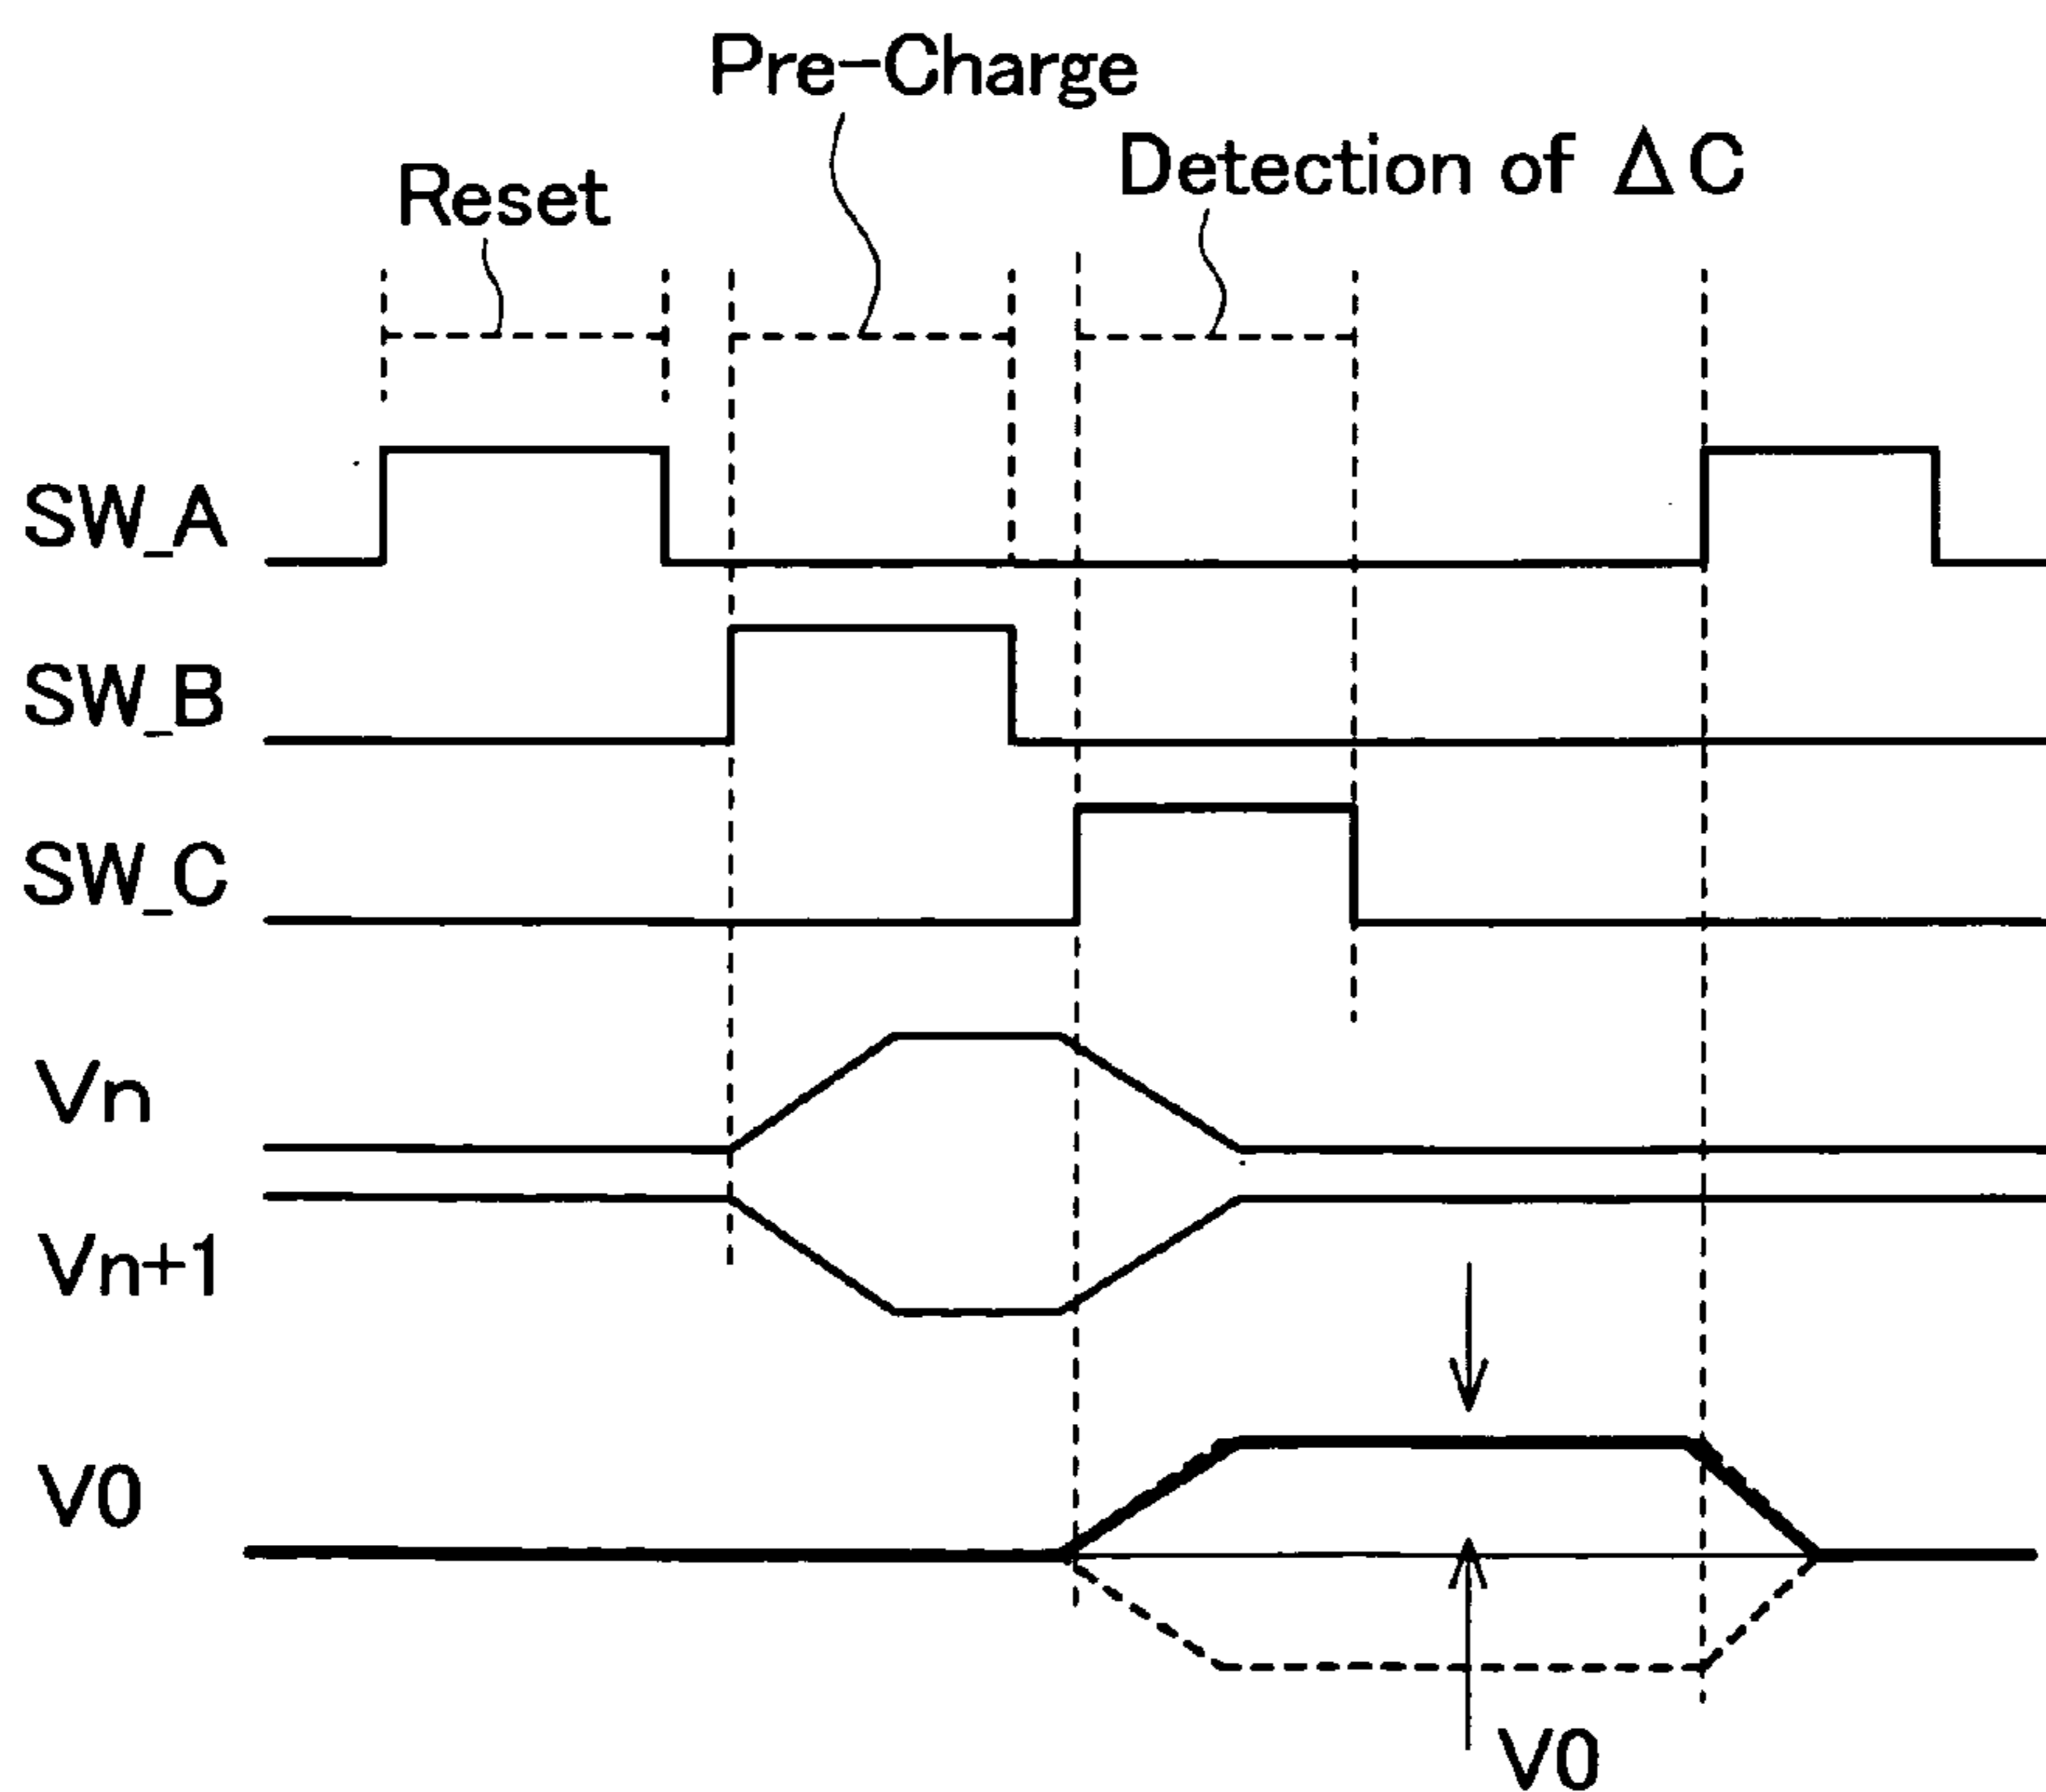 Pre-Charge
Detection of ΔC
Reset
SW_A
SW_B
SW_C
Vn
Vn+1
V0
V0